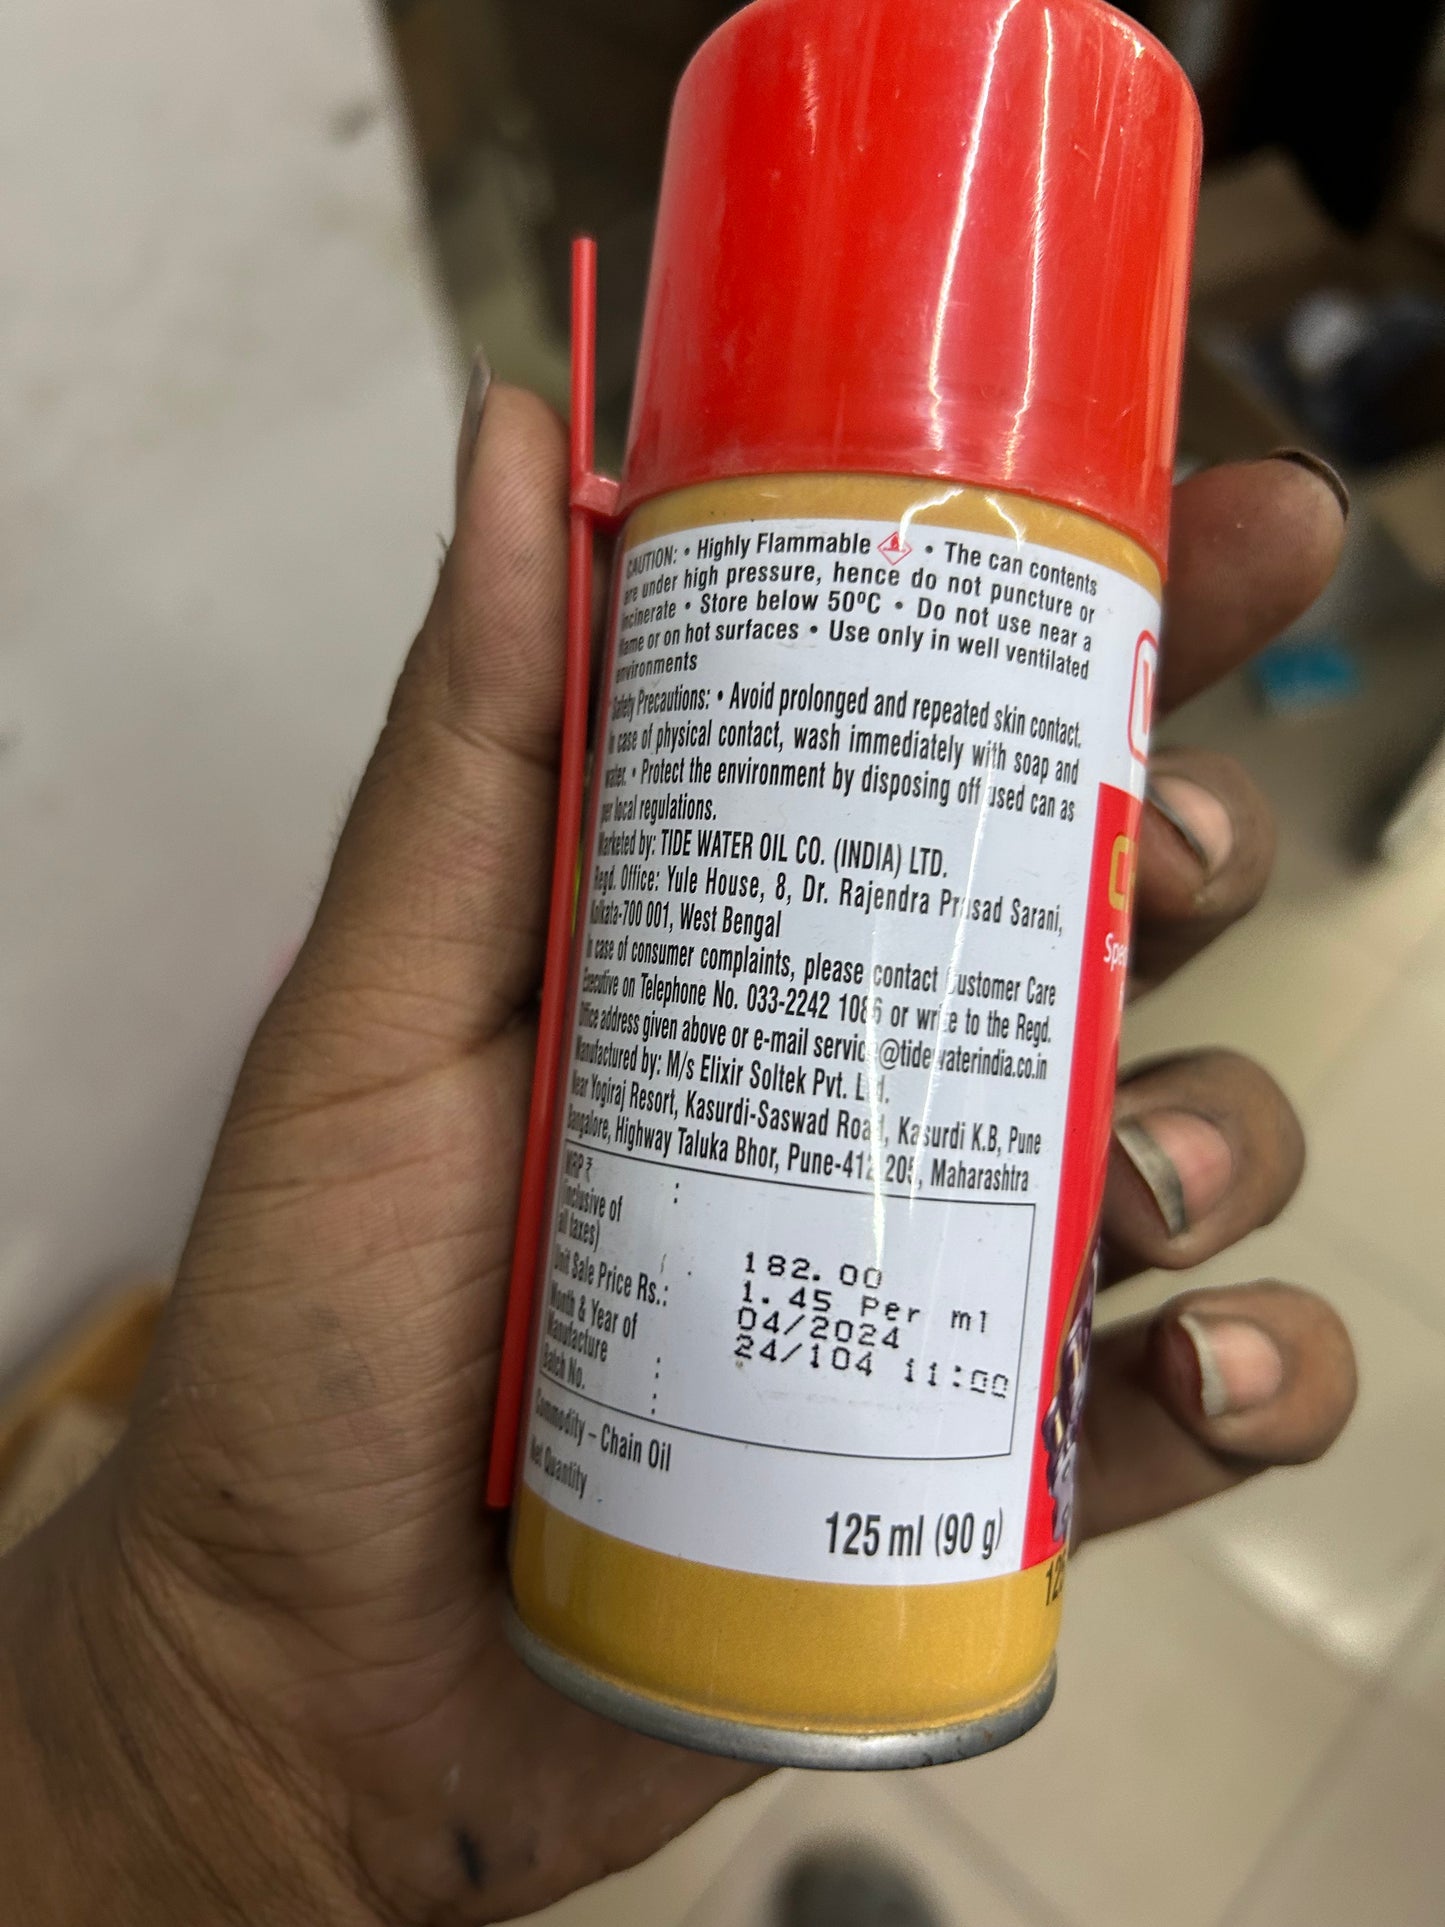 CAUTION: • Highly Flammable • The can contents
are under high pressure, hence do not puncture or
incinerate • Store below 50ºC • Do not use near a
flame or on hot surfaces • Use only in well ventilated
environments
Safety Precautions: • Avoid prolonged and repeated skin contact.
In case of physical contact, wash immediately with soap and
water. • Protect the environment by disposing off used can as
per local regulations.
Marketed by: TIDE WATER OIL CO. (INDIA) LTD.
Regd. Office: Yule House, 8, Dr. Rajendra Prasad Sarani,
Kolkata-700 001, West Bengal
In case of consumer complaints, please contact Customer Care
Executive on Telephone No. 033-2242 1086 or write to the Regd.
Office address given above or e-mail service@tidewaterindia.co.in
Manufactured by: M/s Elixir Soltek Pvt. Ltd.
Near Yogiraj Resort, Kasurdi-Saswad Road, Kasurdi K.B, Pune
Bangalore, Highway Taluka Bhor, Pune-412 205, Maharashtra
MRP ₹ :
(inclusive of
all taxes)
182.00
Unit Sale Price Rs.: 1.45 Per ml
Month & Year of
Manufacture : 04/2024
Batch No. : 24/104 11:00
Commodity – Chain Oil
Net Quantity
125 ml (90 g)